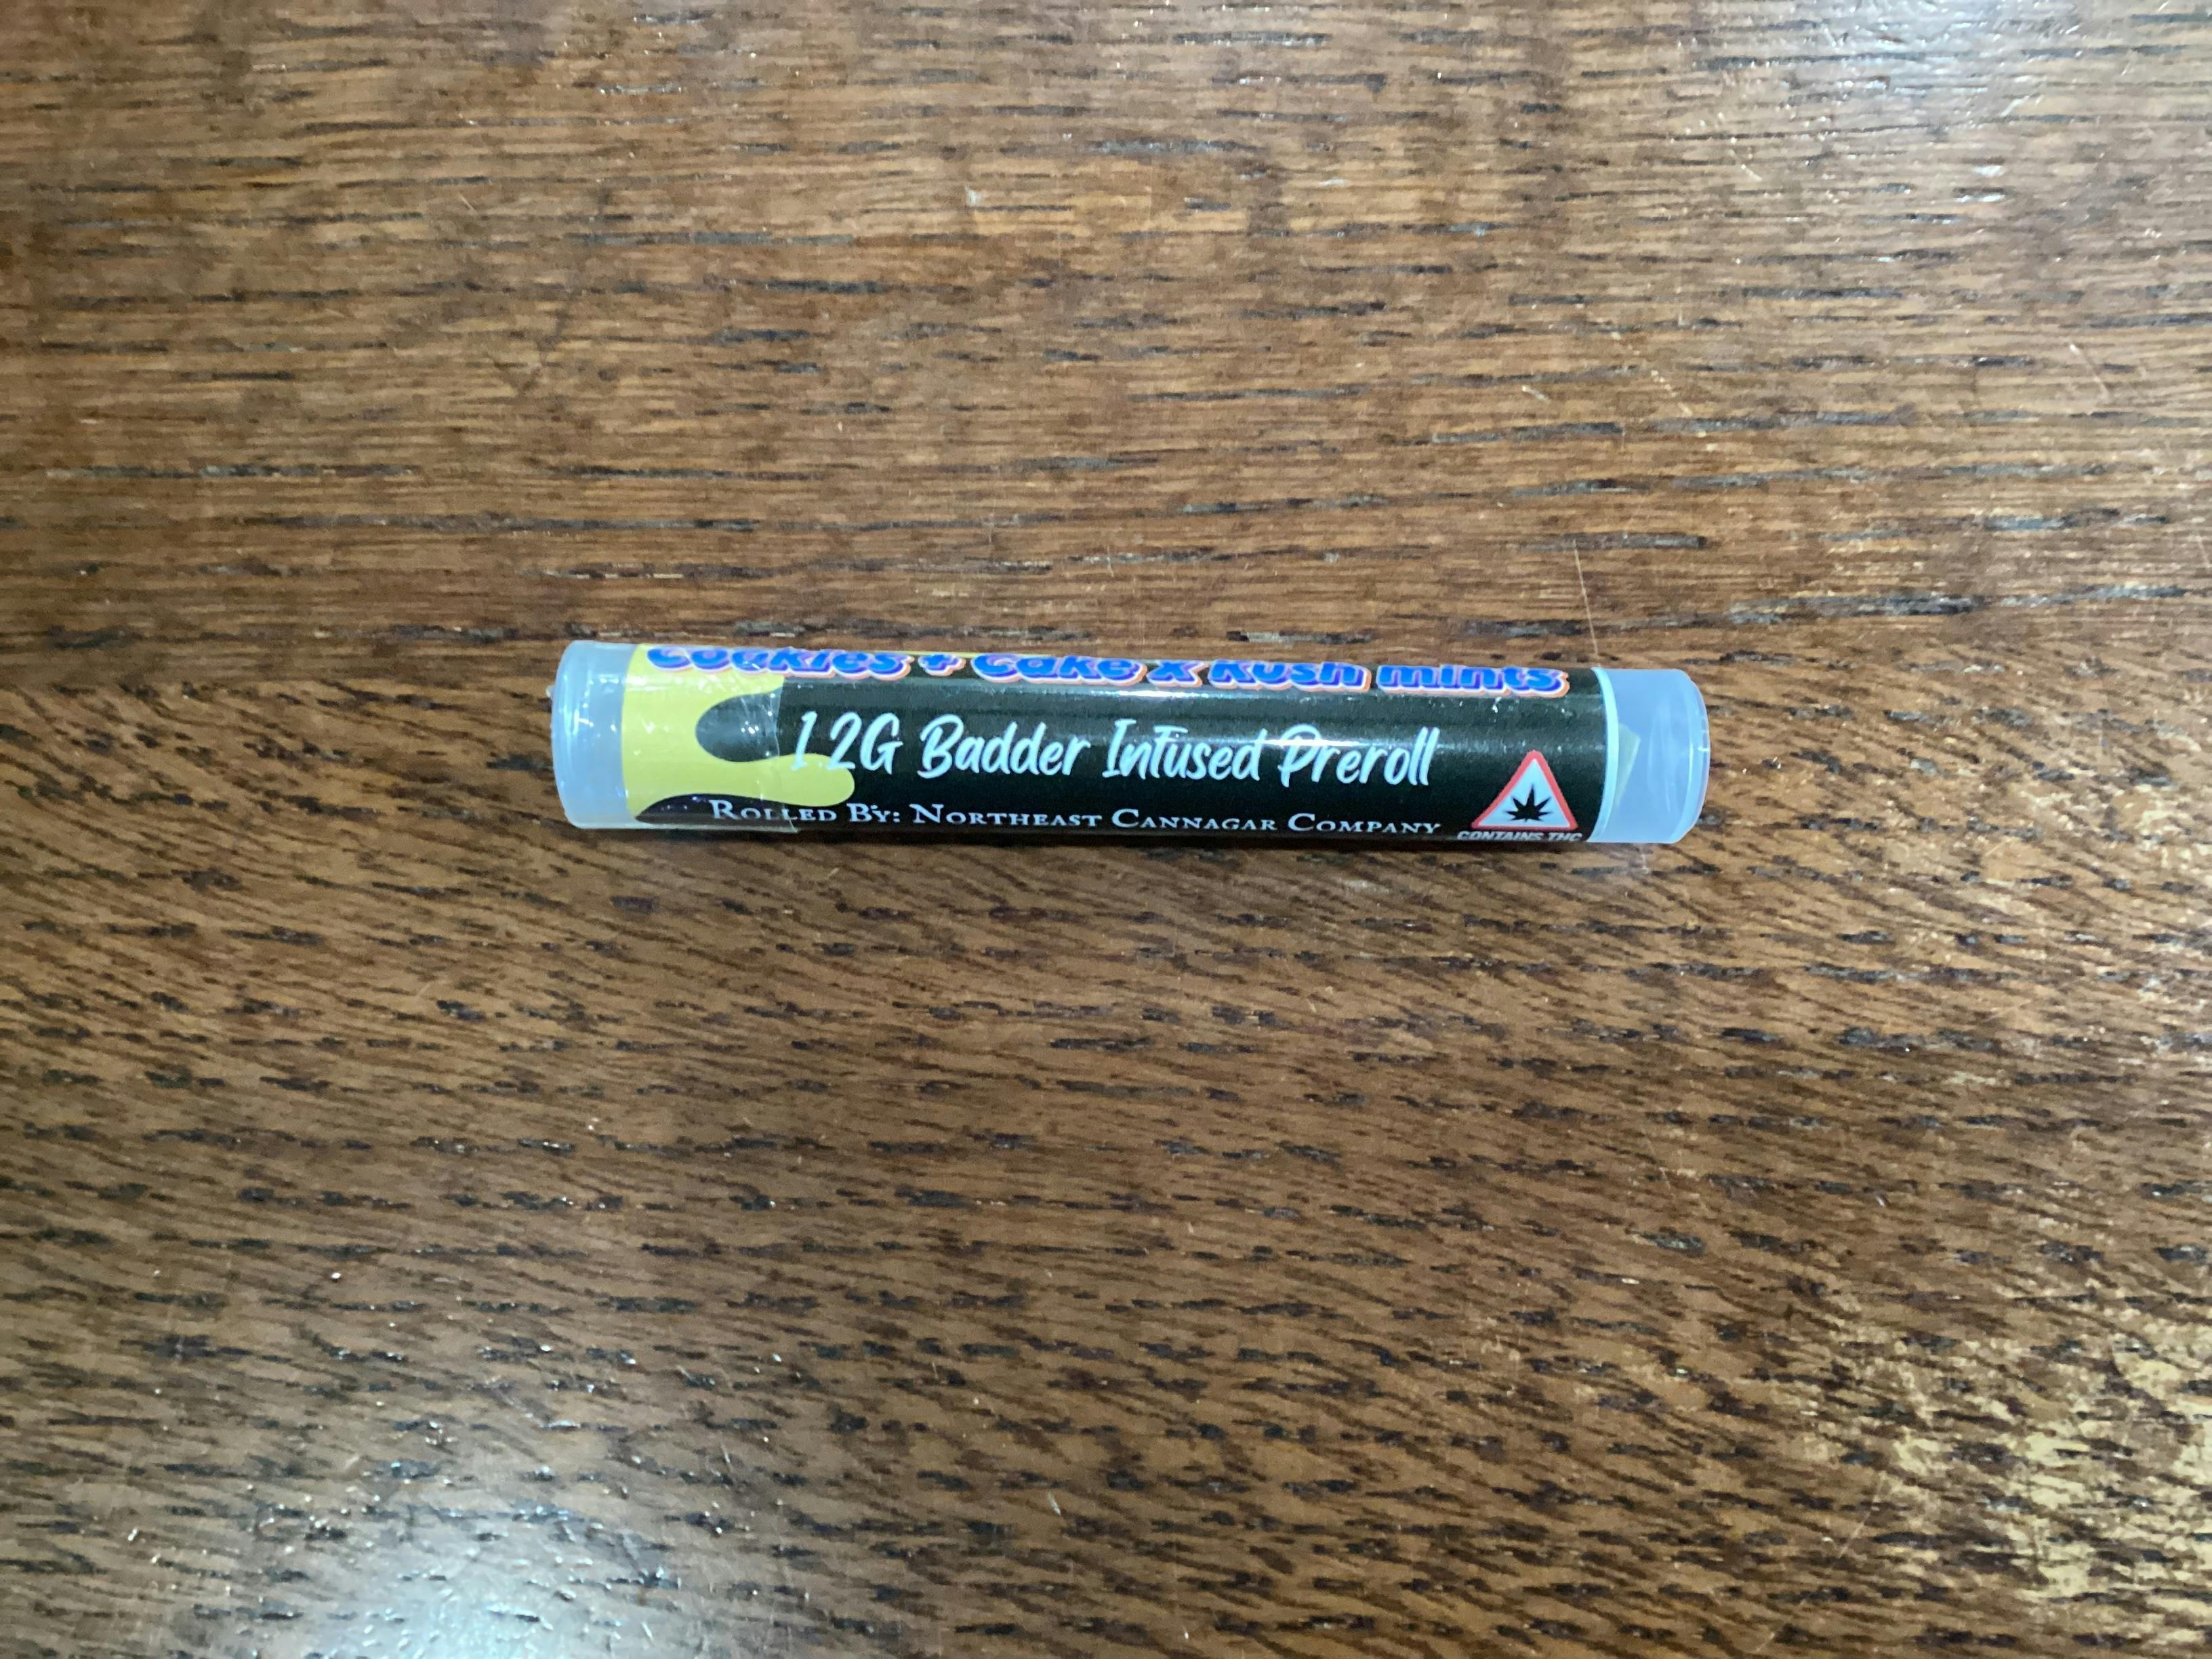 Cookies + Cake x Kush mints
1.2G Badder Infused Preroll
Rolled By: Northeast Cannagar Company
CONTAINS THC